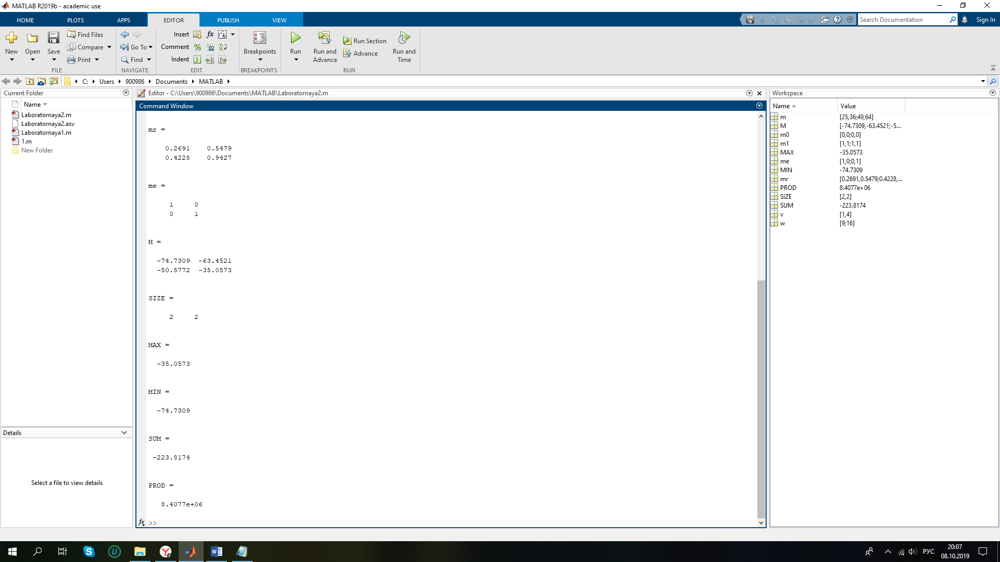 MATLAB R2019b - academic use
HOME PLOTS APPS EDITOR PUBLISH VIEW
Search Documentation
Sign In
New
Open
Save
Find Files
Compare
Print
FILE
Go To
Find
NAVIGATE
Insert
Comment
Indent
EDIT
Breakpoints
BREAKPOINTS
Run
Run and Advance
Run Section
Advance
Run and Time
RUN
C: Users 900986 Documents MATLAB
Current Folder
Name
Laboratornaya2.m
Laboratornaya2.asv
Laboratornaya1.m
1.m
New Folder
Details
Select a file to view details
Editor - C:\Users\900986\Documents\MATLAB\Laboratornaya2.m
Command Window
mr =
0.2691 0.5479
0.4228 0.9427
me =
1 0
0 1
M =
-74.7309 -63.4521
-50.5772 -35.0573
SIZE =
2 2
MAX =
-35.0573
MIN =
-74.7309
SUM =
-223.8174
PROD =
8.4077e+06
fx >>
Workspace
Name Value
m [25,36;49,64]
M [-74.7309,-63.4521;-5...
m0 [0,0;0,0]
m1 [1,1;1,1]
MAX -35.0573
me [1,0;0,1]
MIN -74.7309
mr [0.2691,0.5479;0.4228,...
PROD 8.4077e+06
SIZE [2,2]
SUM -223.8174
v [1,4]
w [9;16]
РУС
20:07
08.10.2019